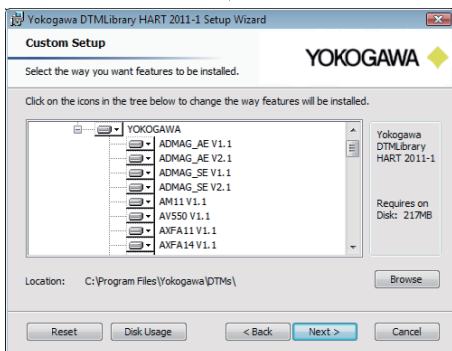 Yokogawa DTMLibrary HART 2011-1 Setup Wizard
Custom Setup
Select the way you want features to be installed.
YOKOGAWA
Click on the icons in the tree below to change the way features will be installed.
YOKOGAWA
ADMAG_AE V1.1
ADMAG_AE V2.1
ADMAG_SE V1.1
ADMAG_SE V2.1
AM11 V1.1
AV550 V1.1
AXFA11 V1.1
AXFA14 V1.1
Yokogawa
DTMLibrary
HART 2011-1
Requires on
Disk: 217MB
Location: C:\Program Files\Yokogawa\DTMs\
Browse
Reset
Disk Usage
< Back
Next >
Cancel